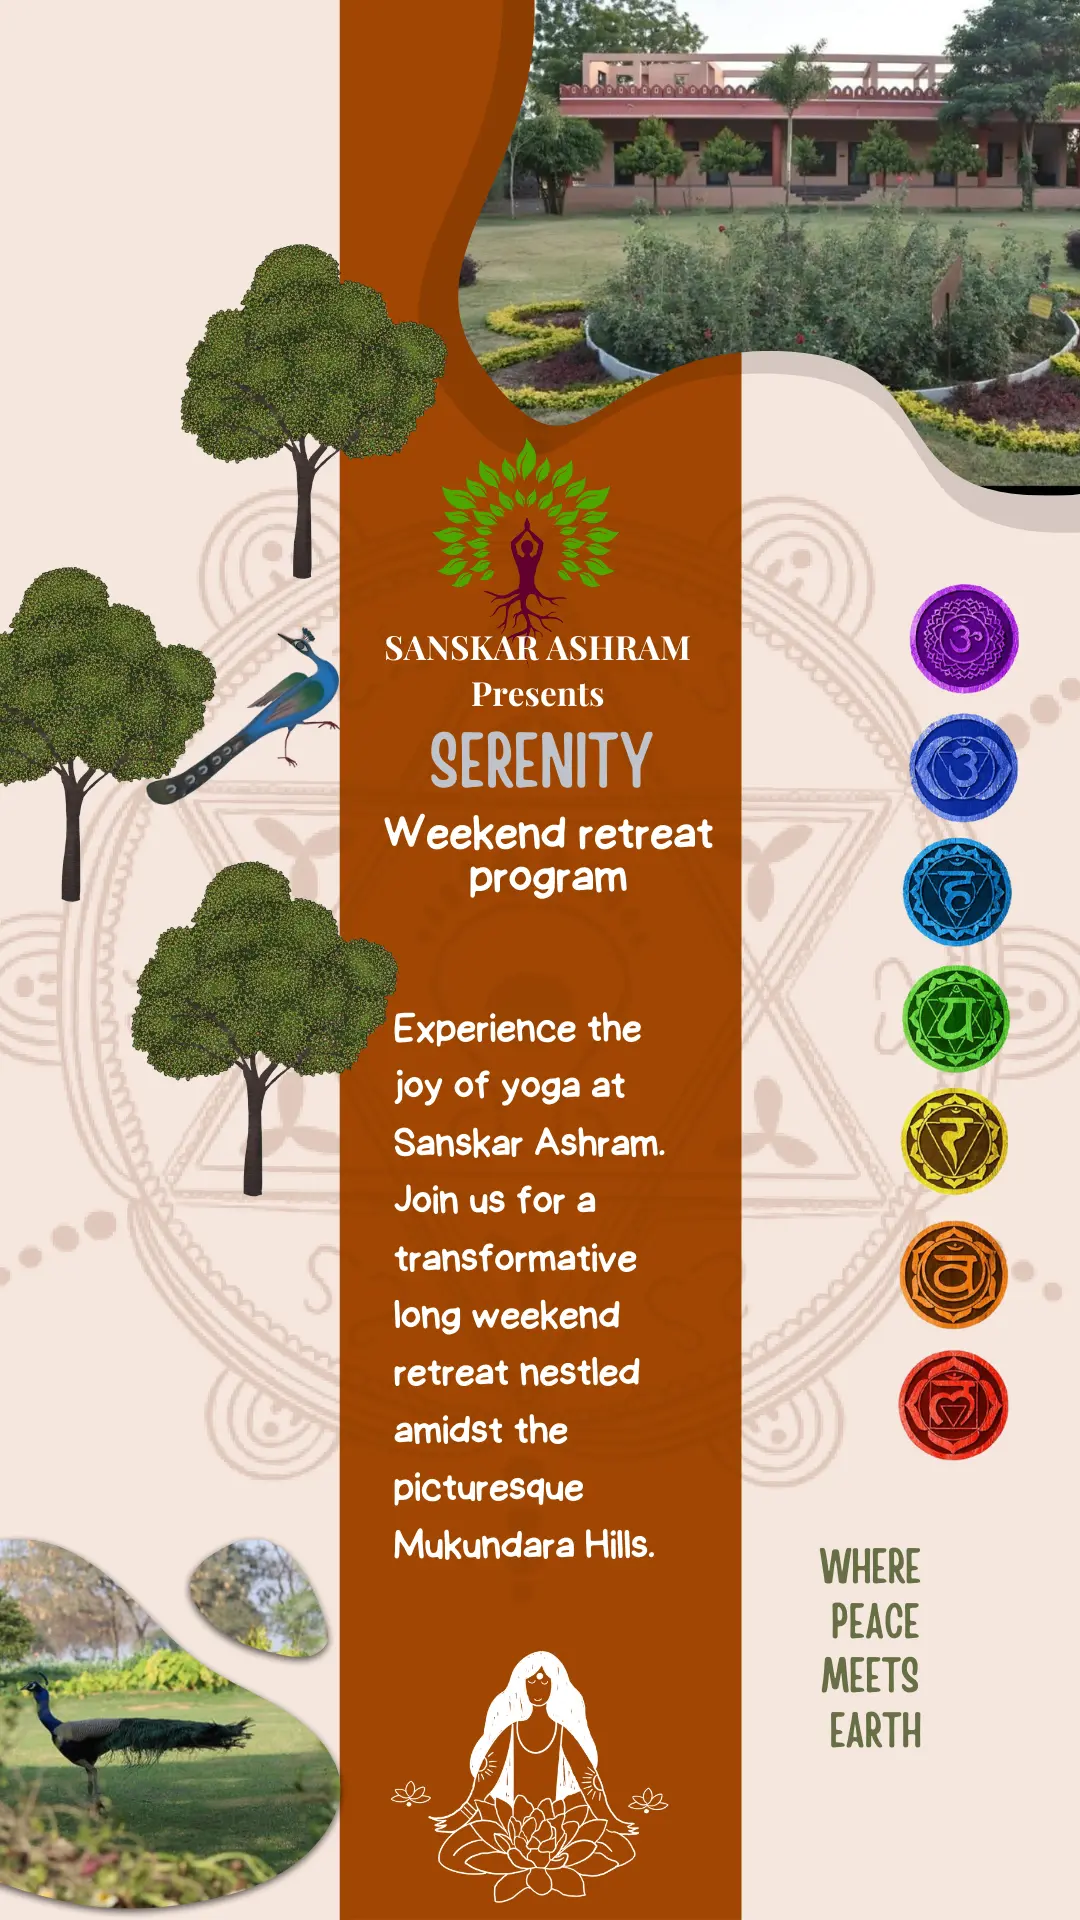 SANSKAR ASHRAM
Presents
SERENITY
Weekend retreat
program
Experience the
joy of yoga at
Sanskar Ashram.
Join us for a
transformative
long weekend
retreat nestled
amidst the
picturesque
Mukundara Hills.
ॐ
ॐ
ह
य
र
व
ल
WHERE
PEACE
MEETS
EARTH